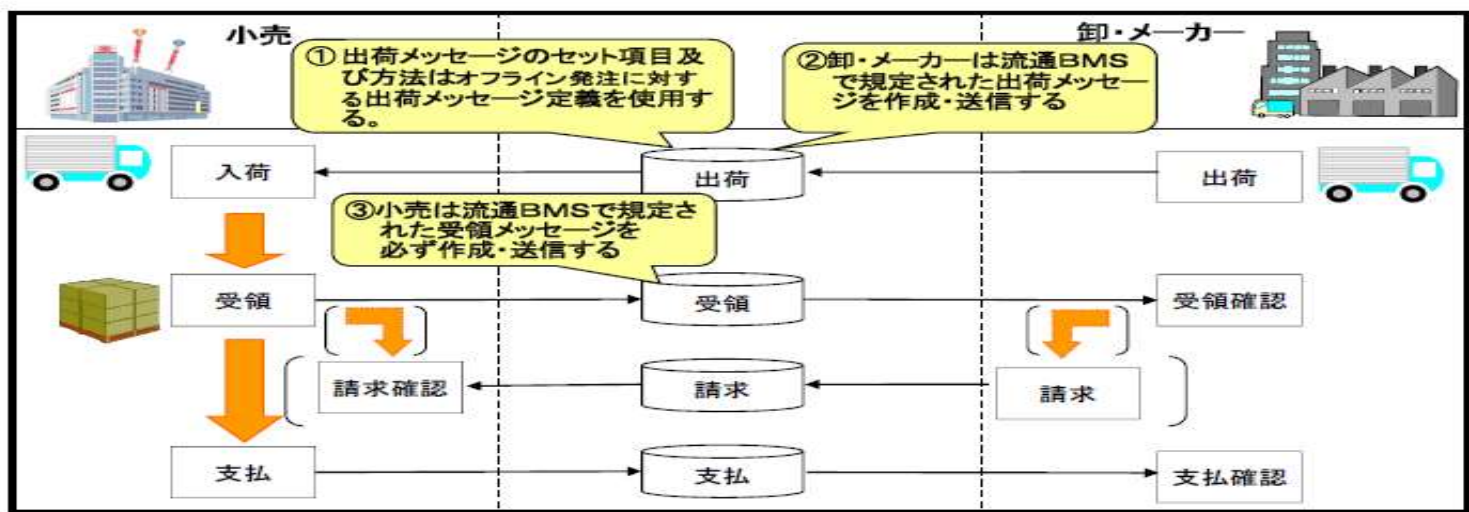 小売
卸・メーカー
① 出荷メッセージのセット項目及
び方法はオフライン発注に対す
る出荷メッセージ定義を使用す
る。
②卸・メーカーは流通BMS
で規定された出荷メッセー
ジを作成・送信する
入荷
出荷
出荷
③小売は流通BMSで規定さ
れた受領メッセージを
必ず作成・送信する
受領
受領
受領確認
請求確認
請求
請求
支払
支払
支払確認